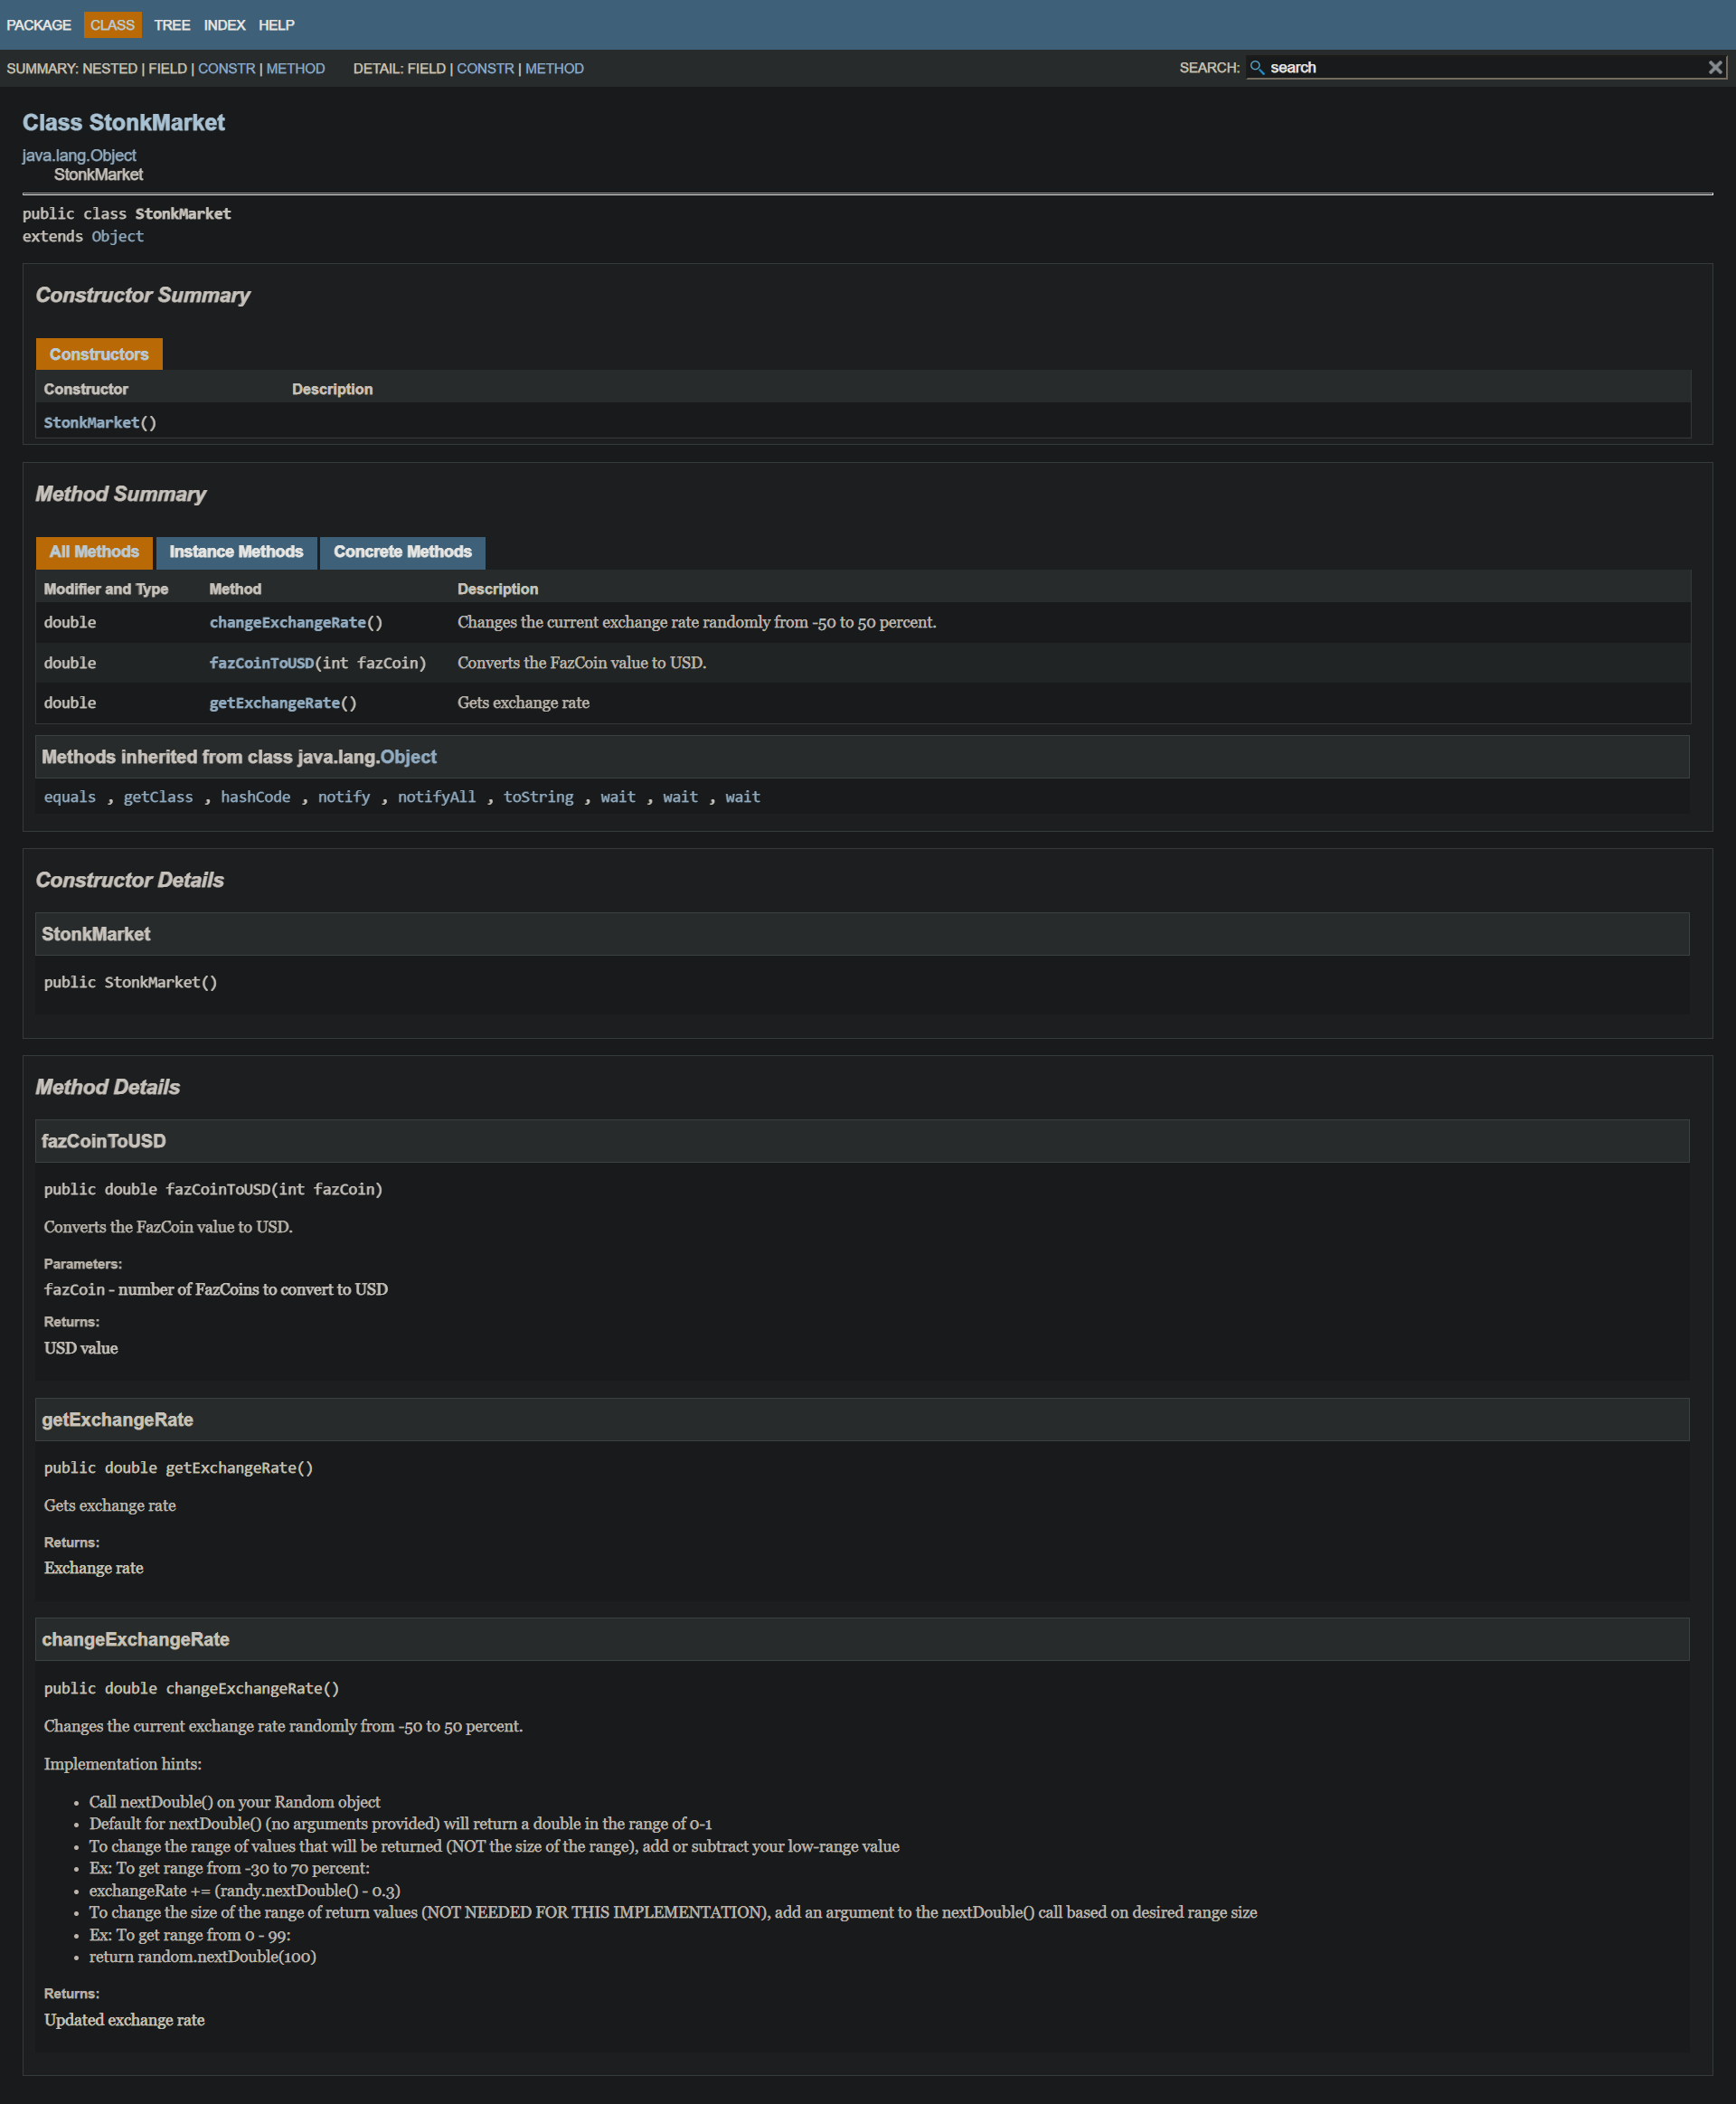 PACKAGE CLASS TREE INDEX HELP
SUMMARY: NESTED | FIELD | CONSTR | METHOD DETAIL: FIELD | CONSTR | METHOD SEARCH: search
Class StonkMarket
java.lang.Object
StonkMarket
public class StonkMarket
extends Object
Constructor Summary
Constructors
Constructor Description
StonkMarket()
Method Summary
All Methods Instance Methods Concrete Methods
Modifier and Type Method Description
double changeExchangeRate() Changes the current exchange rate randomly from -50 to 50 percent.
double fazCoinToUSD(int fazCoin) Converts the FazCoin value to USD.
double getExchangeRate() Gets exchange rate
Methods inherited from class java.lang.Object
equals , getClass , hashCode , notify , notifyAll , toString , wait , wait , wait
Constructor Details
StonkMarket
public StonkMarket()
Method Details
fazCoinToUSD
public double fazCoinToUSD(int fazCoin)
Converts the FazCoin value to USD.
Parameters:
fazCoin - number of FazCoins to convert to USD
Returns:
USD value
getExchangeRate
public double getExchangeRate()
Gets exchange rate
Returns:
Exchange rate
changeExchangeRate
public double changeExchangeRate()
Changes the current exchange rate randomly from -50 to 50 percent.
Implementation hints:
• Call nextDouble() on your Random object
• Default for nextDouble() (no arguments provided) will return a double in the range of 0-1
• To change the range of values that will be returned (NOT the size of the range), add or subtract your low-range value
• Ex: To get range from -30 to 70 percent:
• exchangeRate += (randy.nextDouble() - 0.3)
• To change the size of the range of return values (NOT NEEDED FOR THIS IMPLEMENTATION), add an argument to the nextDouble() call based on desired range size
• Ex: To get range from 0 - 99:
• return random.nextDouble(100)
Returns:
Updated exchange rate